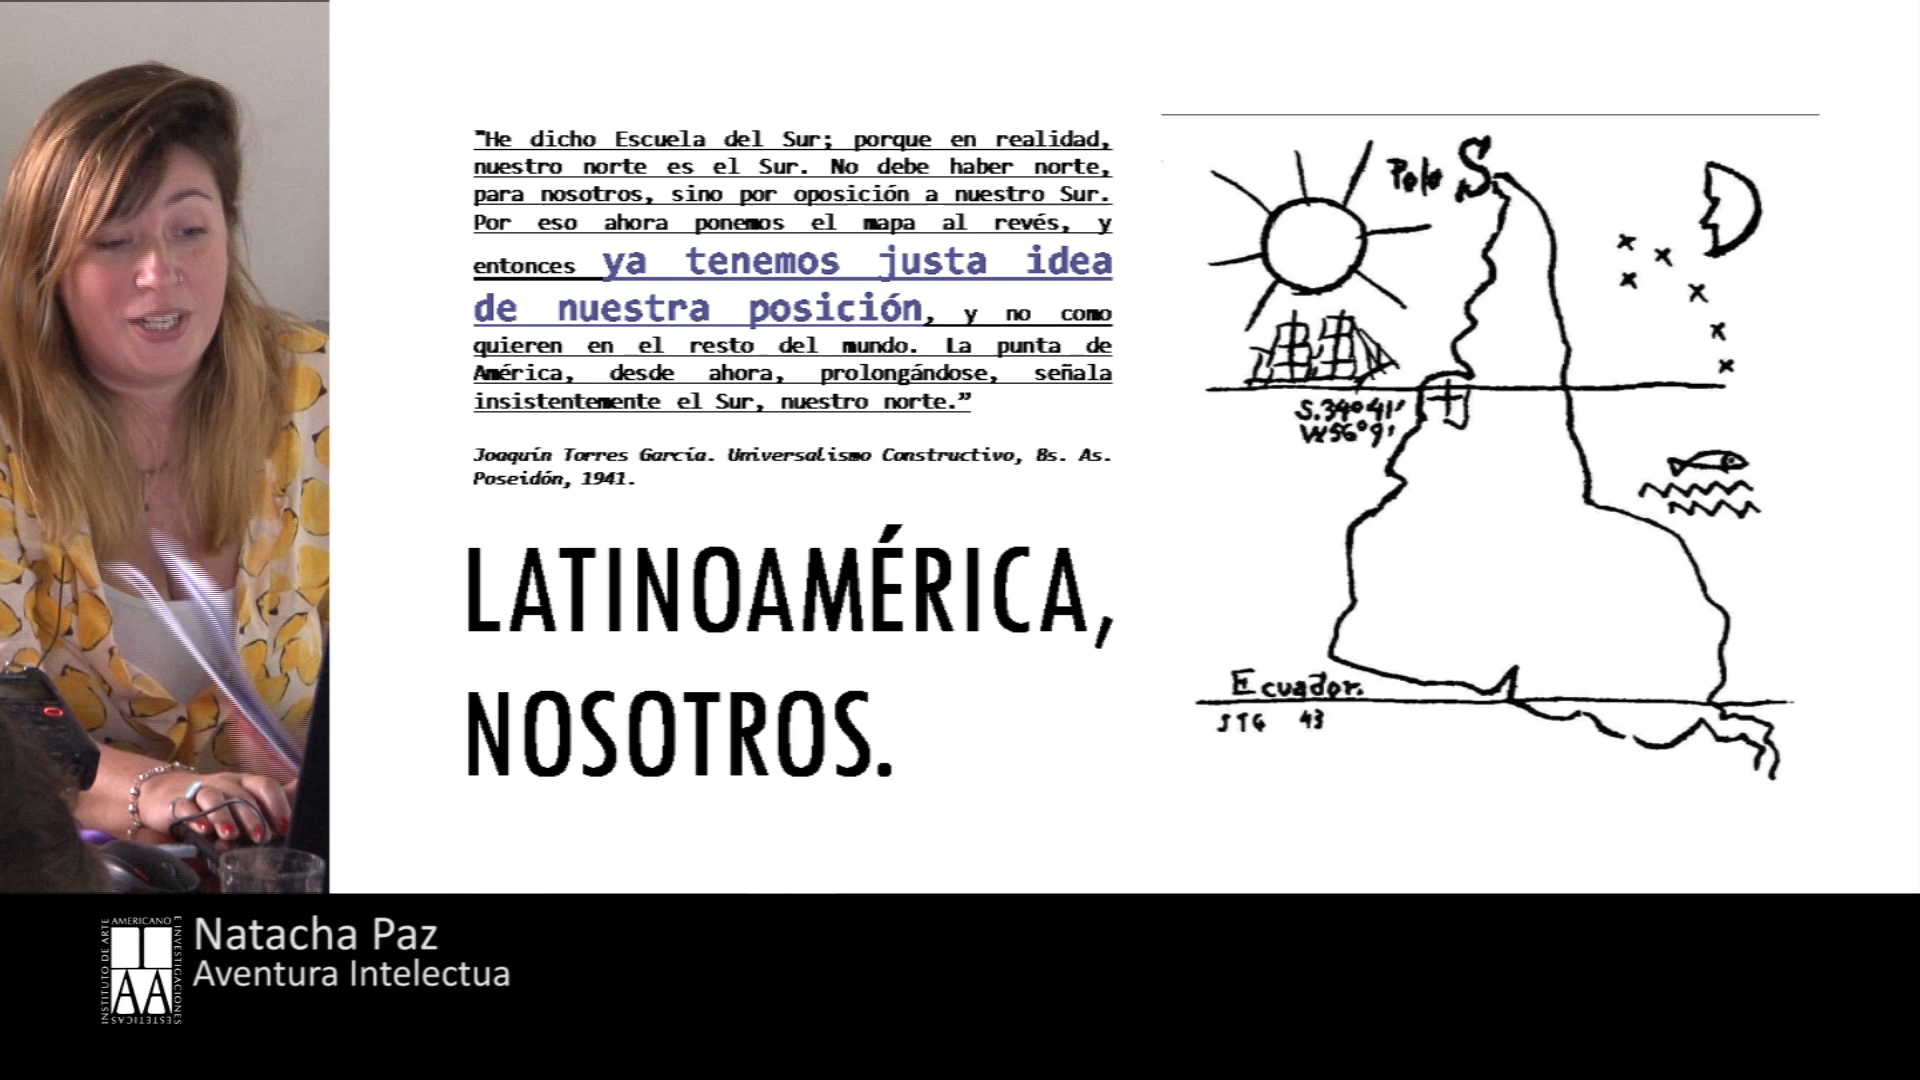 "He dicho Escuela del Sur; porque en realidad,
nuestro norte es el Sur. No debe haber norte,
para nosotros, sino por oposición a nuestro Sur.
Por eso ahora ponemos el mapa al revés, y
entonces ya tenemos justa idea
de nuestra posición, y no como
quieren en el resto del mundo. La punta de
América, desde ahora, prolongándose, señala
insistentemente el Sur, nuestro norte.”
Joaquín Torres García. Universalismo Constructivo, Bs. As.
Poseidón, 1941.
LATINOAMÉRICA,
NOSOTROS.
Polo S.
S.34°41'
W56°9'
Ecuador.
JTG 43
INSTITUTO DE ARTE
AMERICANO
E INVESTIGACIONES
ESTETICAS
AA
Natacha Paz
Aventura Intelectua